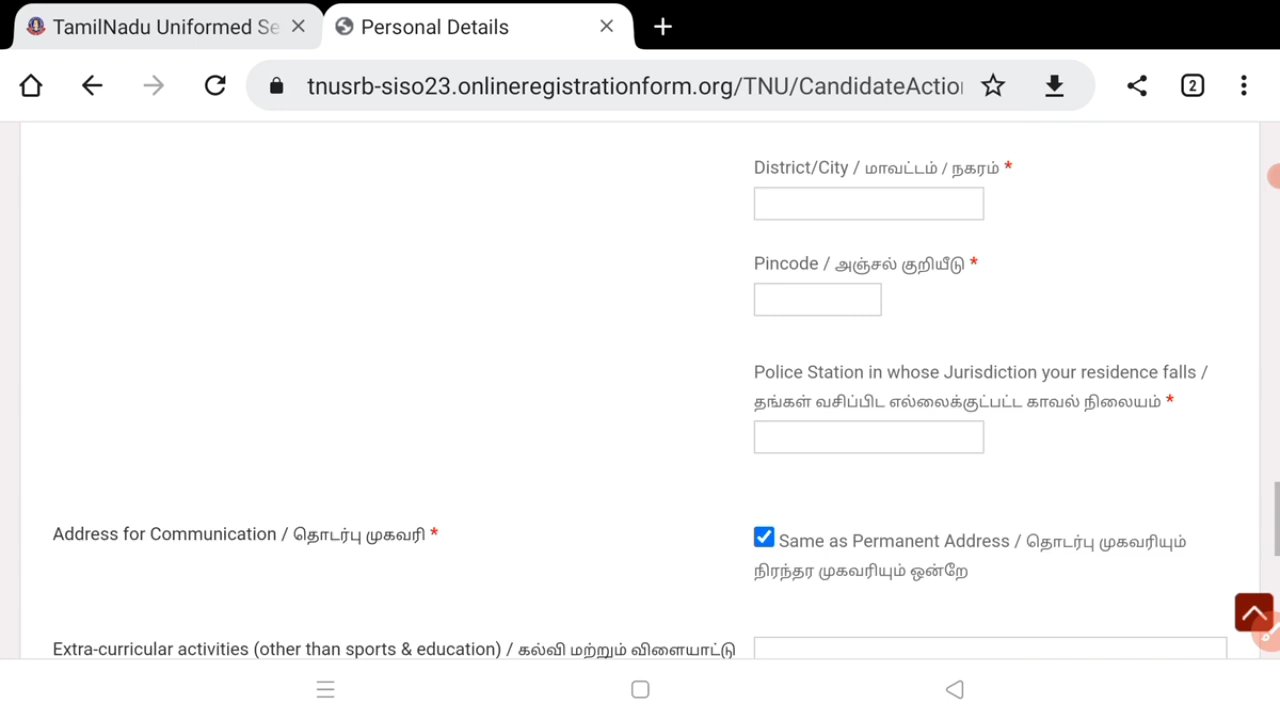 TamilNadu Uniformed Se
Personal Details
tnusrb-siso23.onlineregistrationform.org/TNU/CandidateAction
2
District/City / மாவட்டம் / நகரம் *
Pincode / அஞ்சல் குறியீடு *
Police Station in whose Jurisdiction your residence falls /
தங்கள் வசிப்பிட எல்லைக்குட்பட்ட காவல் நிலையம் *
Address for Communication / தொடர்பு முகவரி *
Same as Permanent Address / தொடர்பு முகவரியும்
நிரந்தர முகவரியும் ஒன்றே
Extra-curricular activities (other than sports & education) / கல்வி மற்றும் விளையாட்டு